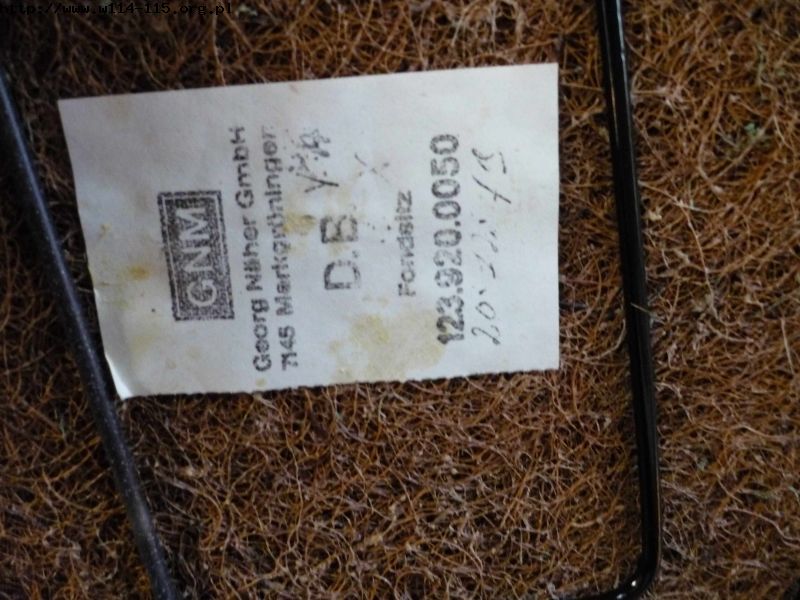 http://www.w114-115.org.pl
GNM
Georg Näher GmbH
7145 Markgröningen
D.B.
Fondsitz
123.920.0050